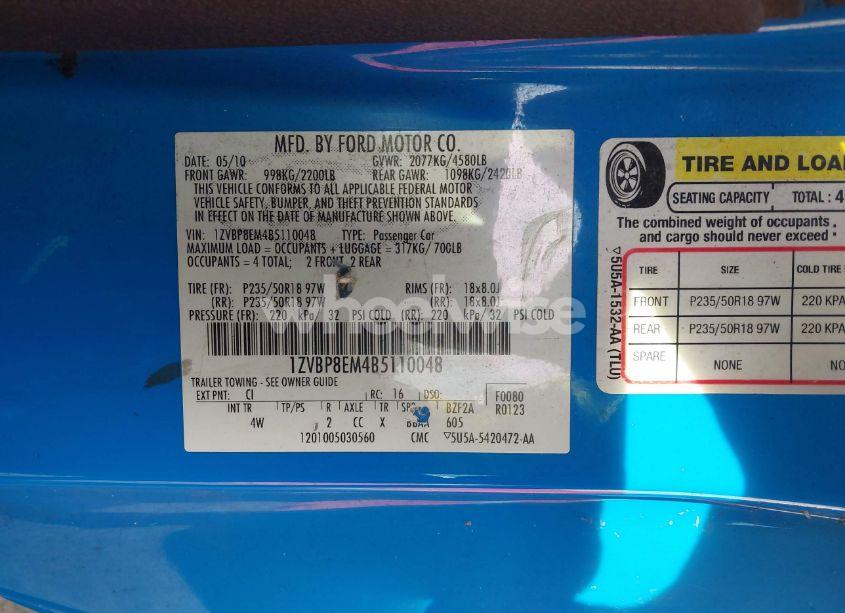 MFD. BY FORD MOTOR CO.
DATE: 05/10 GVWR: 2077KG/4580LB
FRONT GAWR: 998KG/2200LB REAR GAWR: 1098KG/2420LB
THIS VEHICLE CONFORMS TO ALL APPLICABLE FEDERAL MOTOR
VEHICLE SAFETY, BUMPER, AND THEFT PREVENTION STANDARDS
IN EFFECT ON THE DATE OF MANUFACTURE SHOWN ABOVE.
VIN: 1ZVBP8EM4B5110048 TYPE: Passenger Car
MAXIMUM LOAD = OCCUPANTS + LUGGAGE = 317KG/ 700LB
OCCUPANTS = 4 TOTAL; 2 FRONT, 2 REAR
TIRE (FR): P235/50R18 97W RIMS (FR): 18x8.0J
(RR): P235/50R18 97W (RR): 18x8.0J
PRESSURE (FR): 220 kPa/ 32 PSI COLD (RR): 220 kPa/ 32 PSI COLD
wheelwise
1ZVBP8EM4B5110048
TRAILER TOWING - SEE OWNER GUIDE
EXT PNT: CI RC: 16 DSO: F0080
INT TR TP/PS R AXLE TR BZF2A R0123
4W 2 CC X 605
1201005030560 CMC ▽5U5A-5420472-AA
TIRE AND LOA
SEATING CAPACITY TOTAL: 4
The combined weight of occupants
and cargo should never exceed
▽5U5A-1532-AA (TLU)
TIRE SIZE COLD TIRE
FRONT P235/50R18 97W 220 KPA
REAR P235/50R18 97W 220 KPA
SPARE NONE NO